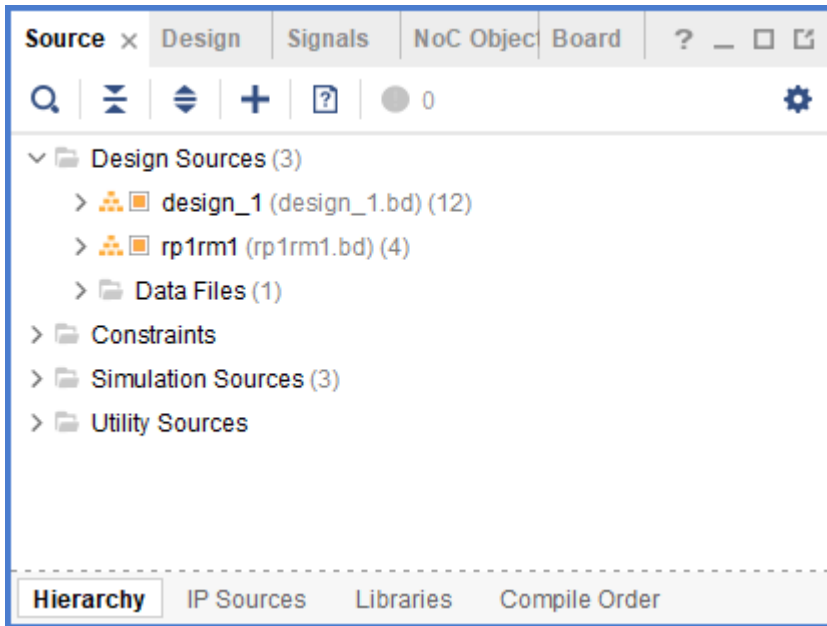 Source × Design Signals NoC Object Board ?
? 0
Design Sources (3)
design_1 (design_1.bd) (12)
rp1rm1 (rp1rm1.bd) (4)
Data Files (1)
Constraints
Simulation Sources (3)
Utility Sources
Hierarchy IP Sources Libraries Compile Order